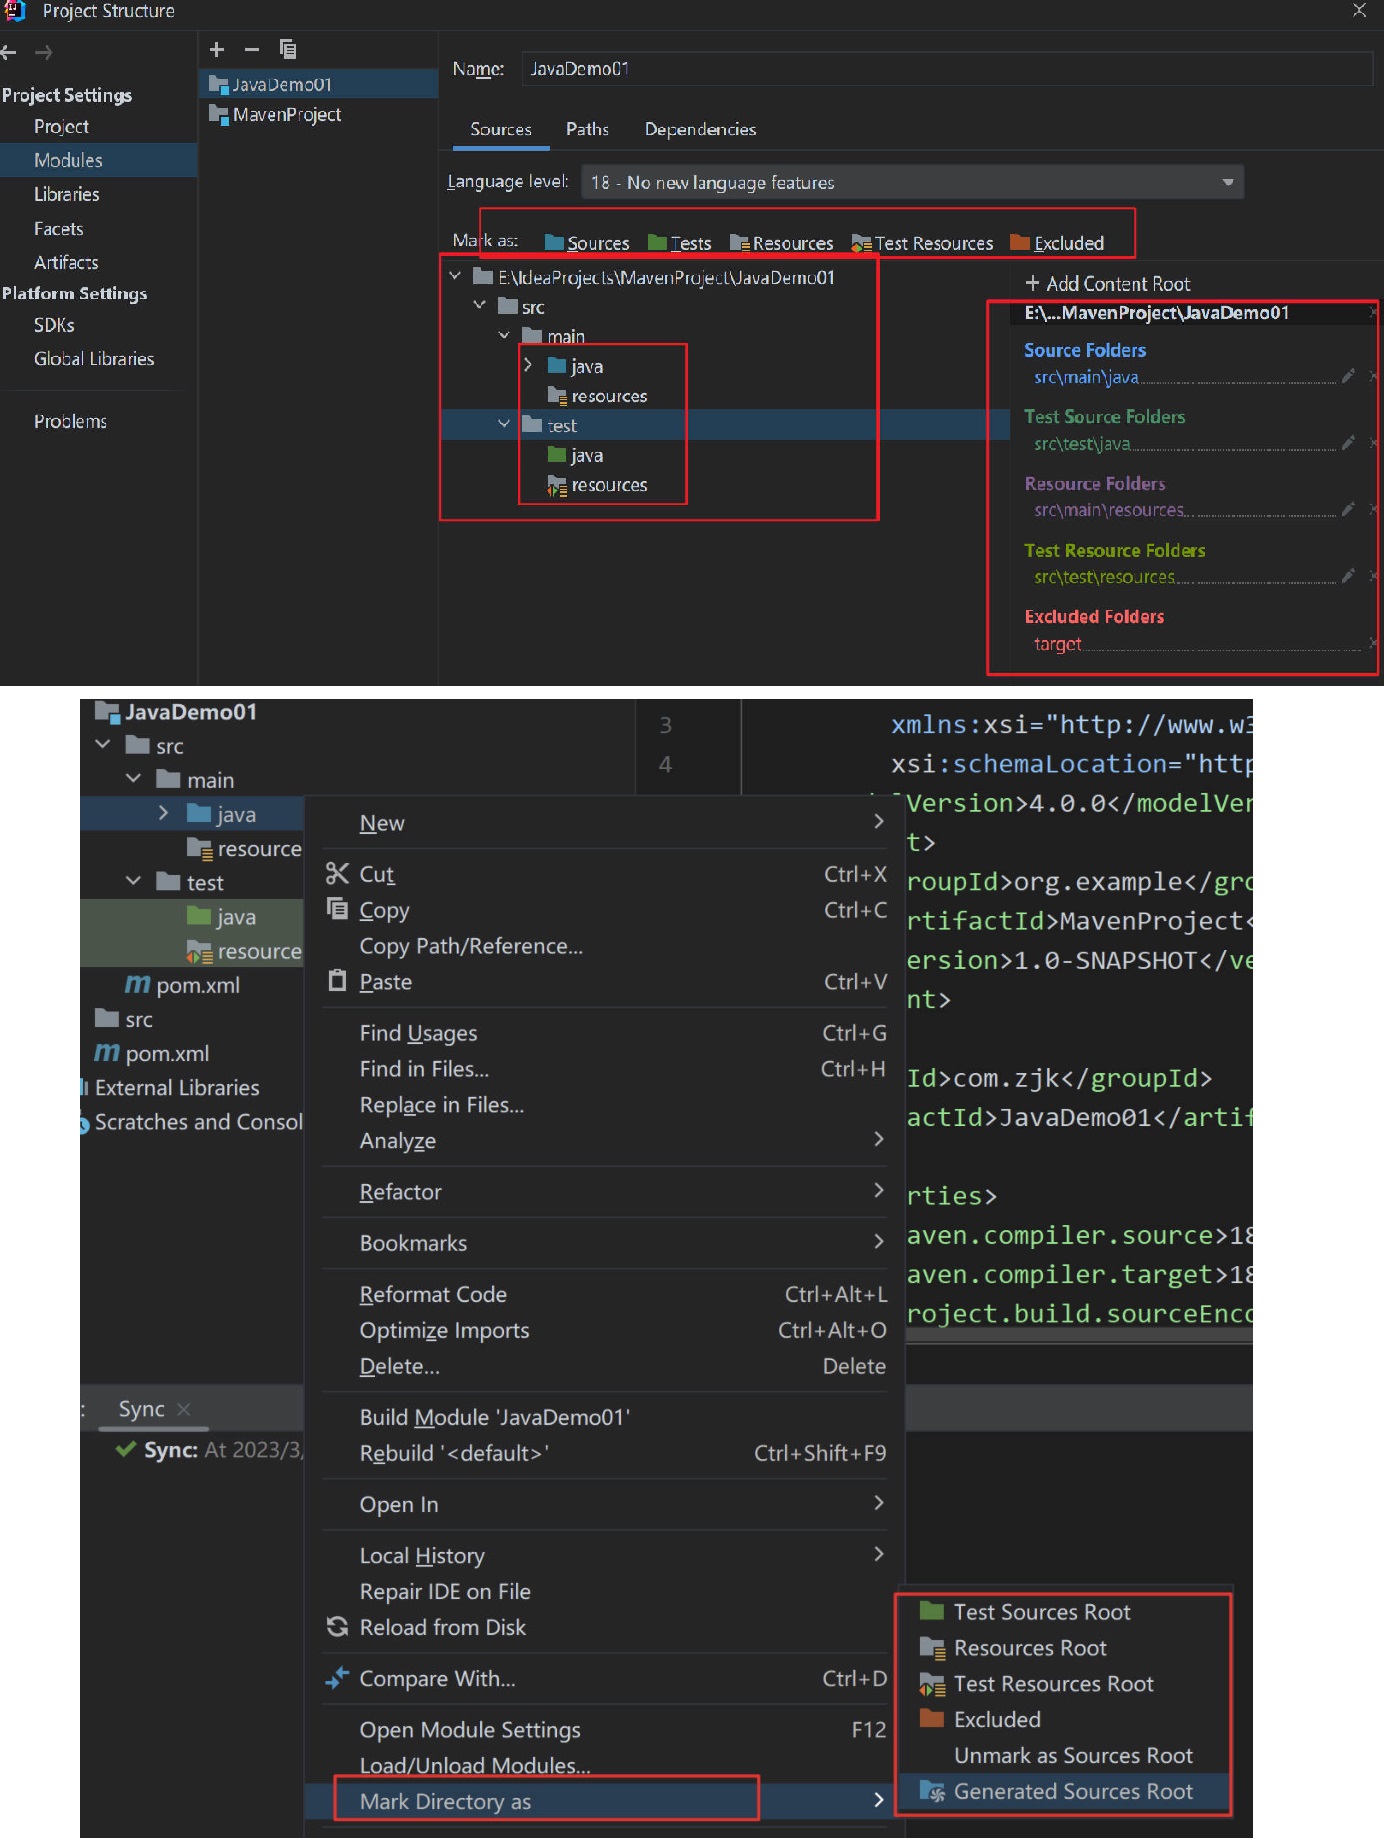 Project Structure
Project Settings
Project
Modules
Libraries
Facets
Artifacts
Platform Settings
SDKs
Global Libraries
Problems
JavaDemo01
MavenProject
Name: JavaDemo01
Sources Paths Dependencies
Language level: 18 - No new language features
Mark as: Sources Tests Resources Test Resources Excluded
E:\IdeaProjects\MavenProject\JavaDemo01
src
main
java
resources
test
java
resources
+ Add Content Root
E:\...MavenProject\JavaDemo01
Source Folders
src\main\java
Test Source Folders
src\test\java
Resource Folders
src\main\resources
Test Resource Folders
src\test\resources
Excluded Folders
target
JavaDemo01
src
main
java
resource
test
java
resource
pom.xml
src
pom.xml
External Libraries
Scratches and Consol
Sync
Sync: At 2023/3/
3
4
xmlns:xsi="http://www.w3
xsi:schemaLocation="http
lVersion>4.0.0</modelVer
t>
roupId>org.example</gro
rtifactId>MavenProject<
ersion>1.0-SNAPSHOT</ve
nt>
Id>com.zjk</groupId>
actId>JavaDemo01</artif
rties>
aven.compiler.source>18
aven.compiler.target>18
roject.build.sourceEnco
New
Cut Ctrl+X
Copy Ctrl+C
Copy Path/Reference...
Paste Ctrl+V
Find Usages Ctrl+G
Find in Files... Ctrl+H
Replace in Files...
Analyze
Refactor
Bookmarks
Reformat Code Ctrl+Alt+L
Optimize Imports Ctrl+Alt+O
Delete... Delete
Build Module 'JavaDemo01'
Rebuild '<default>' Ctrl+Shift+F9
Open In
Local History
Repair IDE on File
Reload from Disk
Compare With... Ctrl+D
Open Module Settings F12
Load/Unload Modules...
Mark Directory as
Test Sources Root
Resources Root
Test Resources Root
Excluded
Unmark as Sources Root
Generated Sources Root